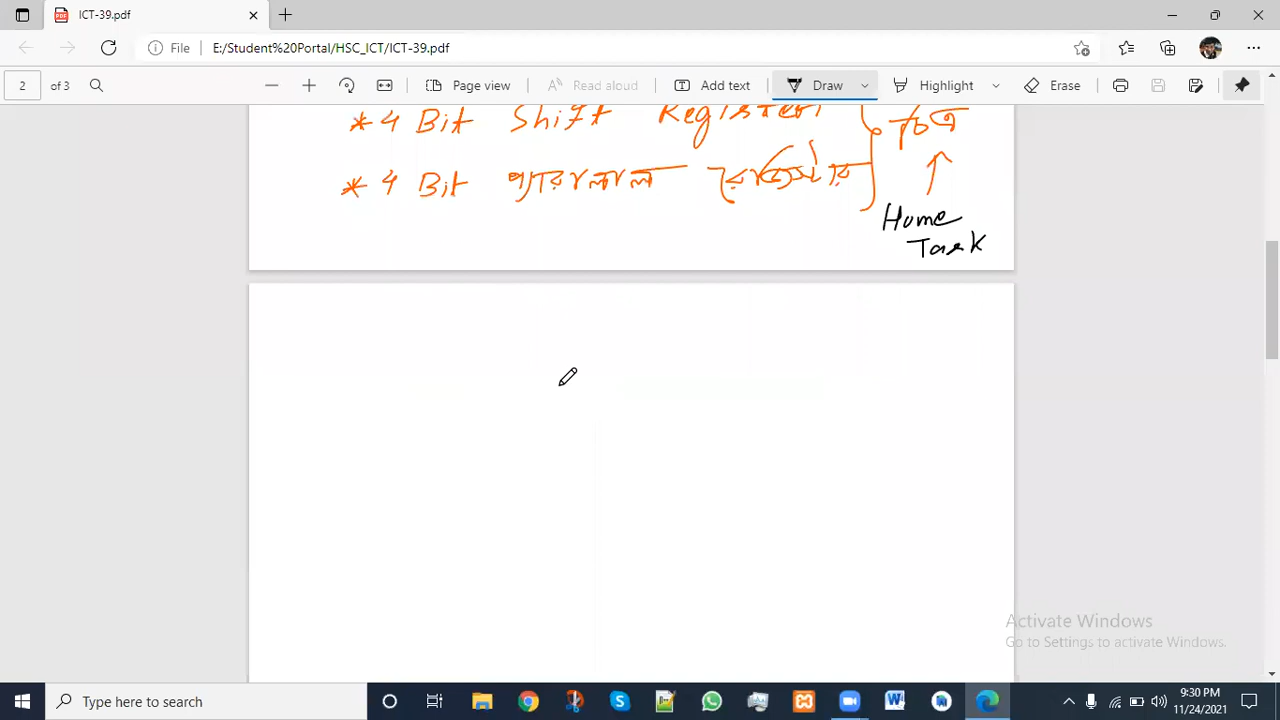 ICT-39.pdf
File E:/Student%20Portal/HSC_ICT/ICT-39.pdf
2 of 3 Page view Read aloud Add text Draw Highlight Erase
* 4 Bit Shift Register
* 4 Bit প্যারালাল রেজিস্টার
চিত্র
Home
Task
Activate Windows
Go to Settings to activate Windows.
Type here to search
9:30 PM
11/24/2021